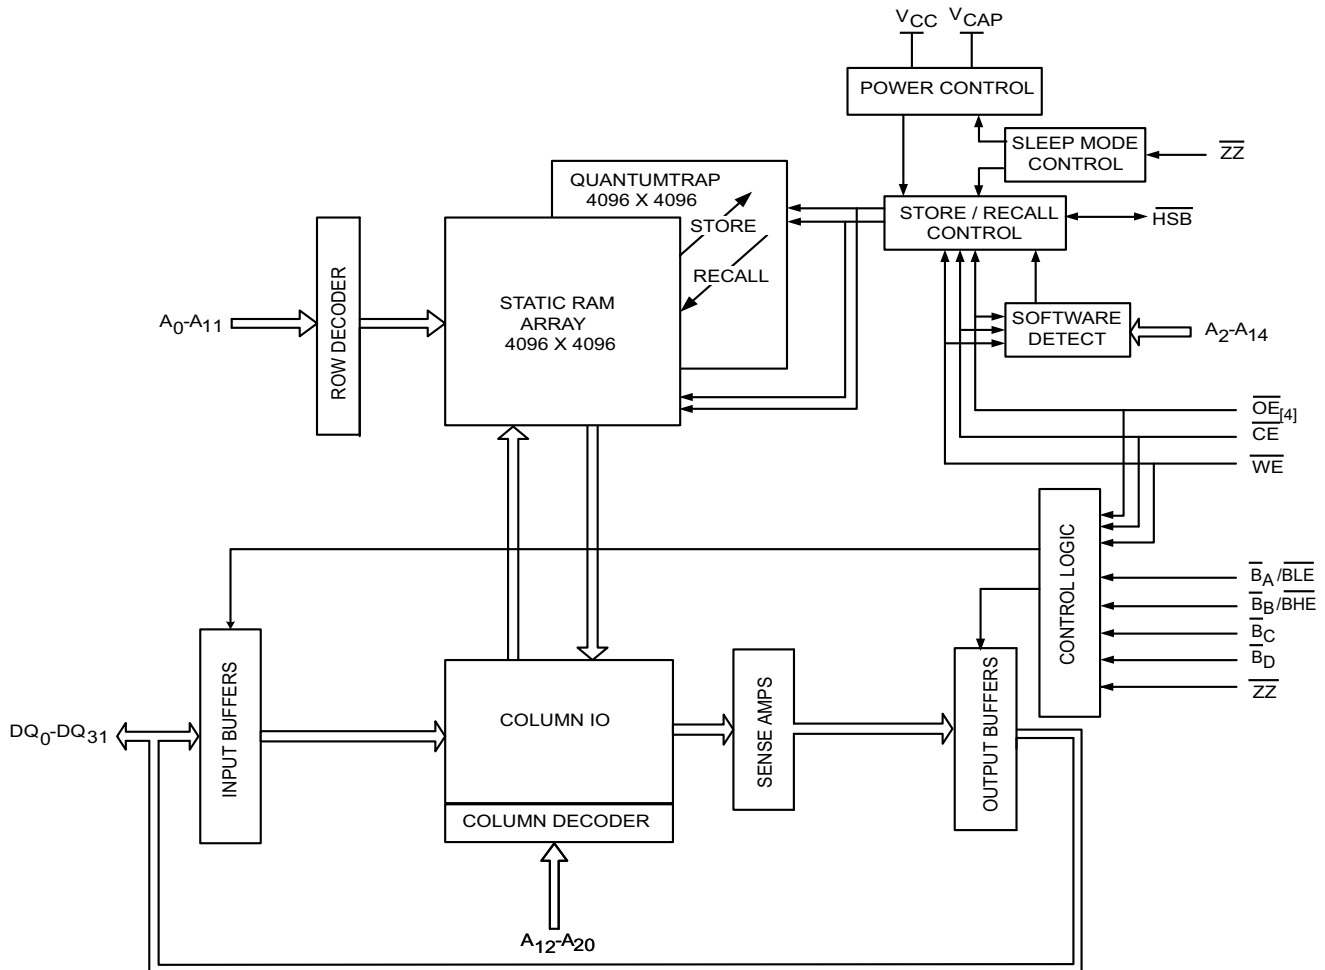 VCC
VCAP
POWER CONTROL
SLEEP MODE
CONTROL
ZZ
QUANTUMTRAP
4096 X 4096
STORE
RECALL
STORE / RECALL
CONTROL
HSB
ROW DECODER
A0-A11
STATIC RAM
ARRAY
4096 X 4096
SOFTWARE
DETECT
A2-A14
OE[4]
CE
WE
CONTROL LOGIC
BA/BLE
BB/BHE
BC
BD
ZZ
DQ0-DQ31
INPUT BUFFERS
COLUMN IO
COLUMN DECODER
SENSE AMPS
OUTPUT BUFFERS
A12-A20